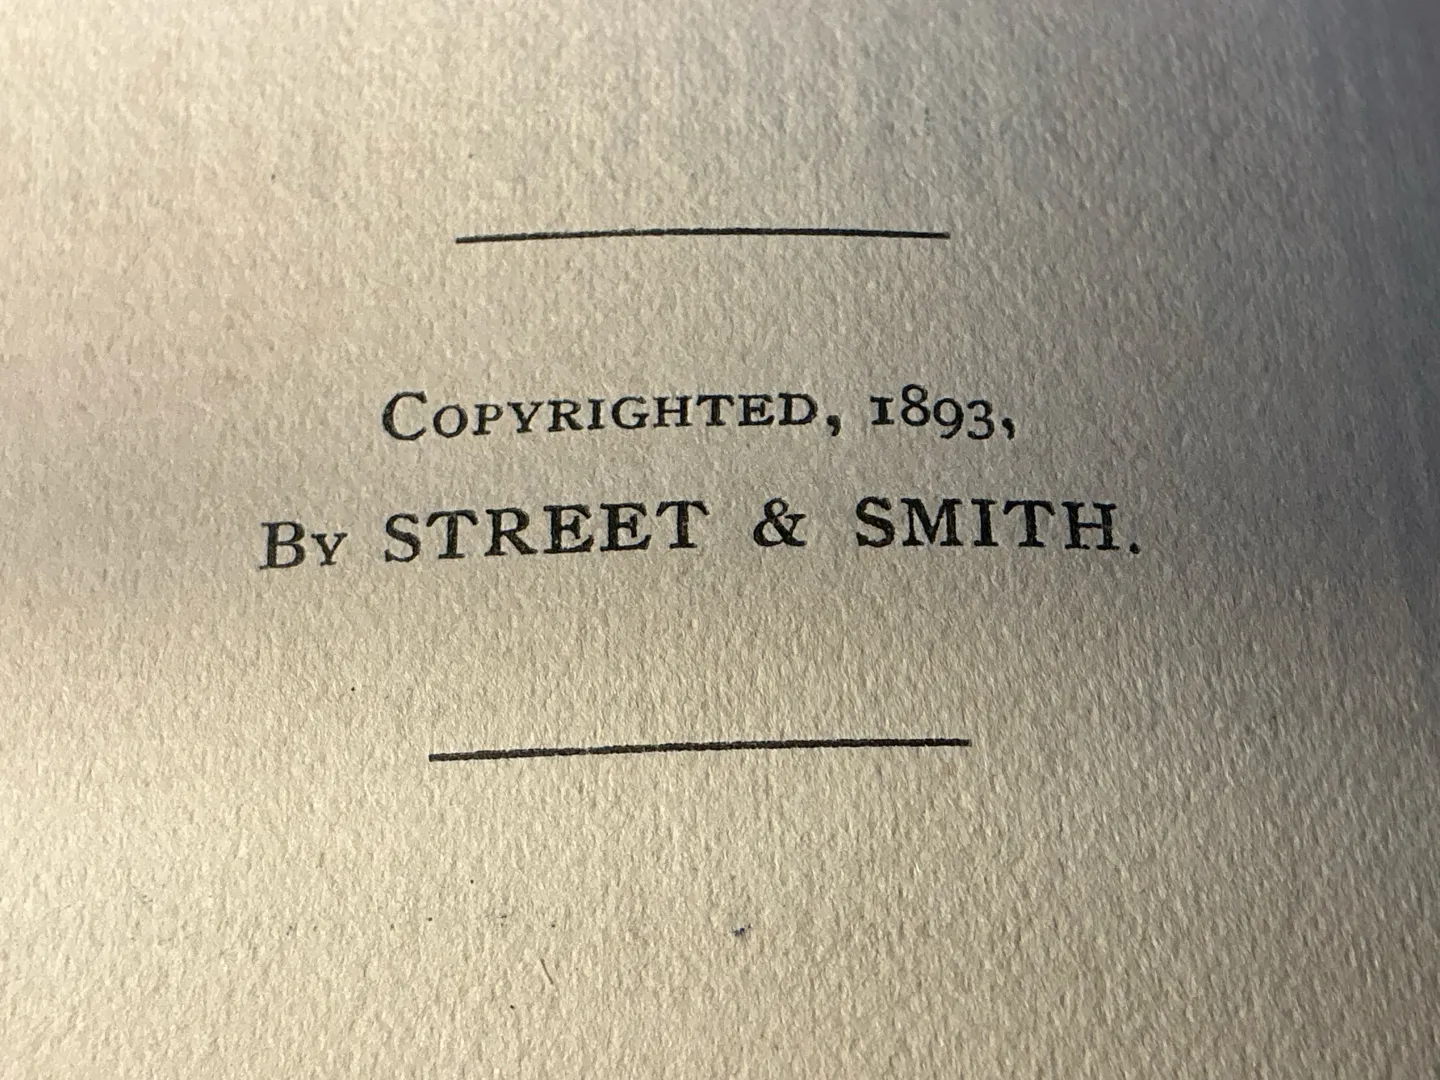 Copyrighted, 1893,
By STREET & SMITH.